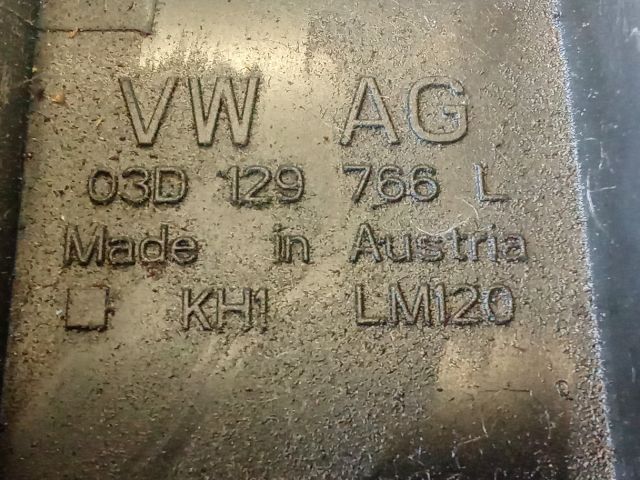 VW AG
03D 129 766 L
Made in Austria
KH1 LM120